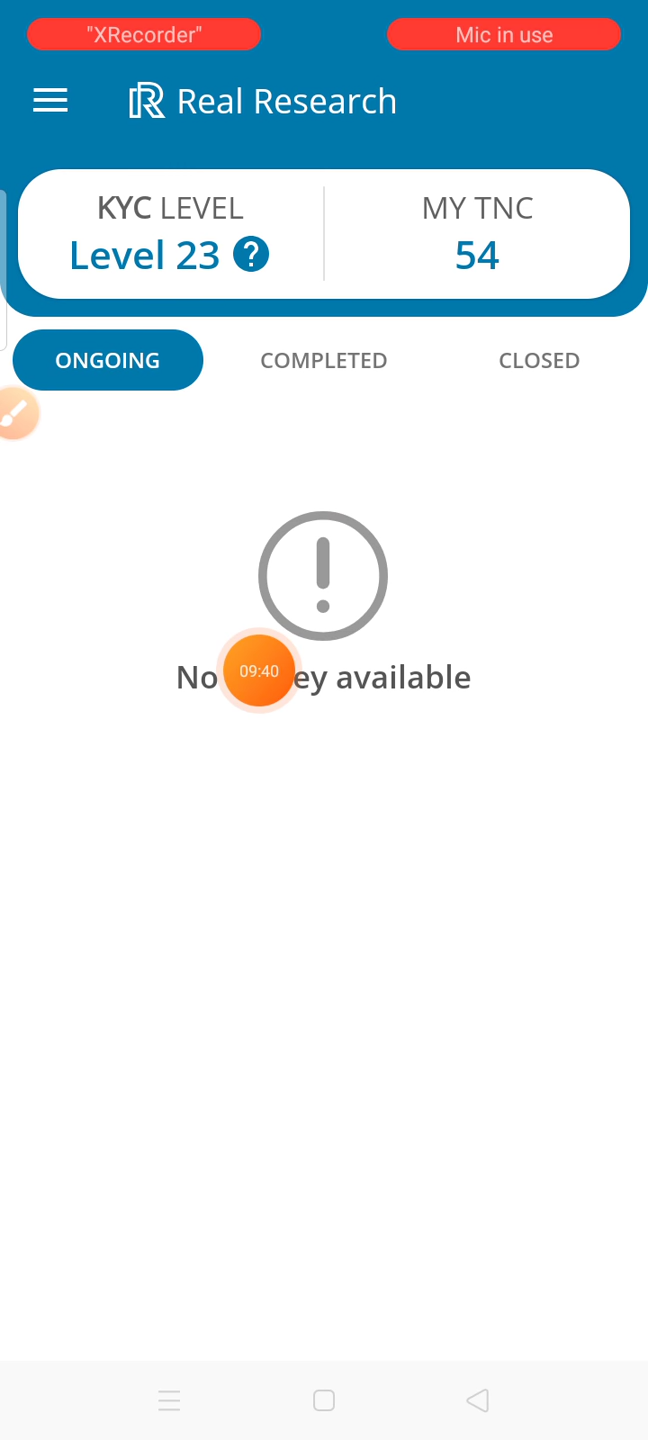 "XRecorder"
Mic in use
Real Research
KYC LEVEL
Level 23 ?
MY TNC
54
ONGOING
COMPLETED
CLOSED
09:40
No ey available